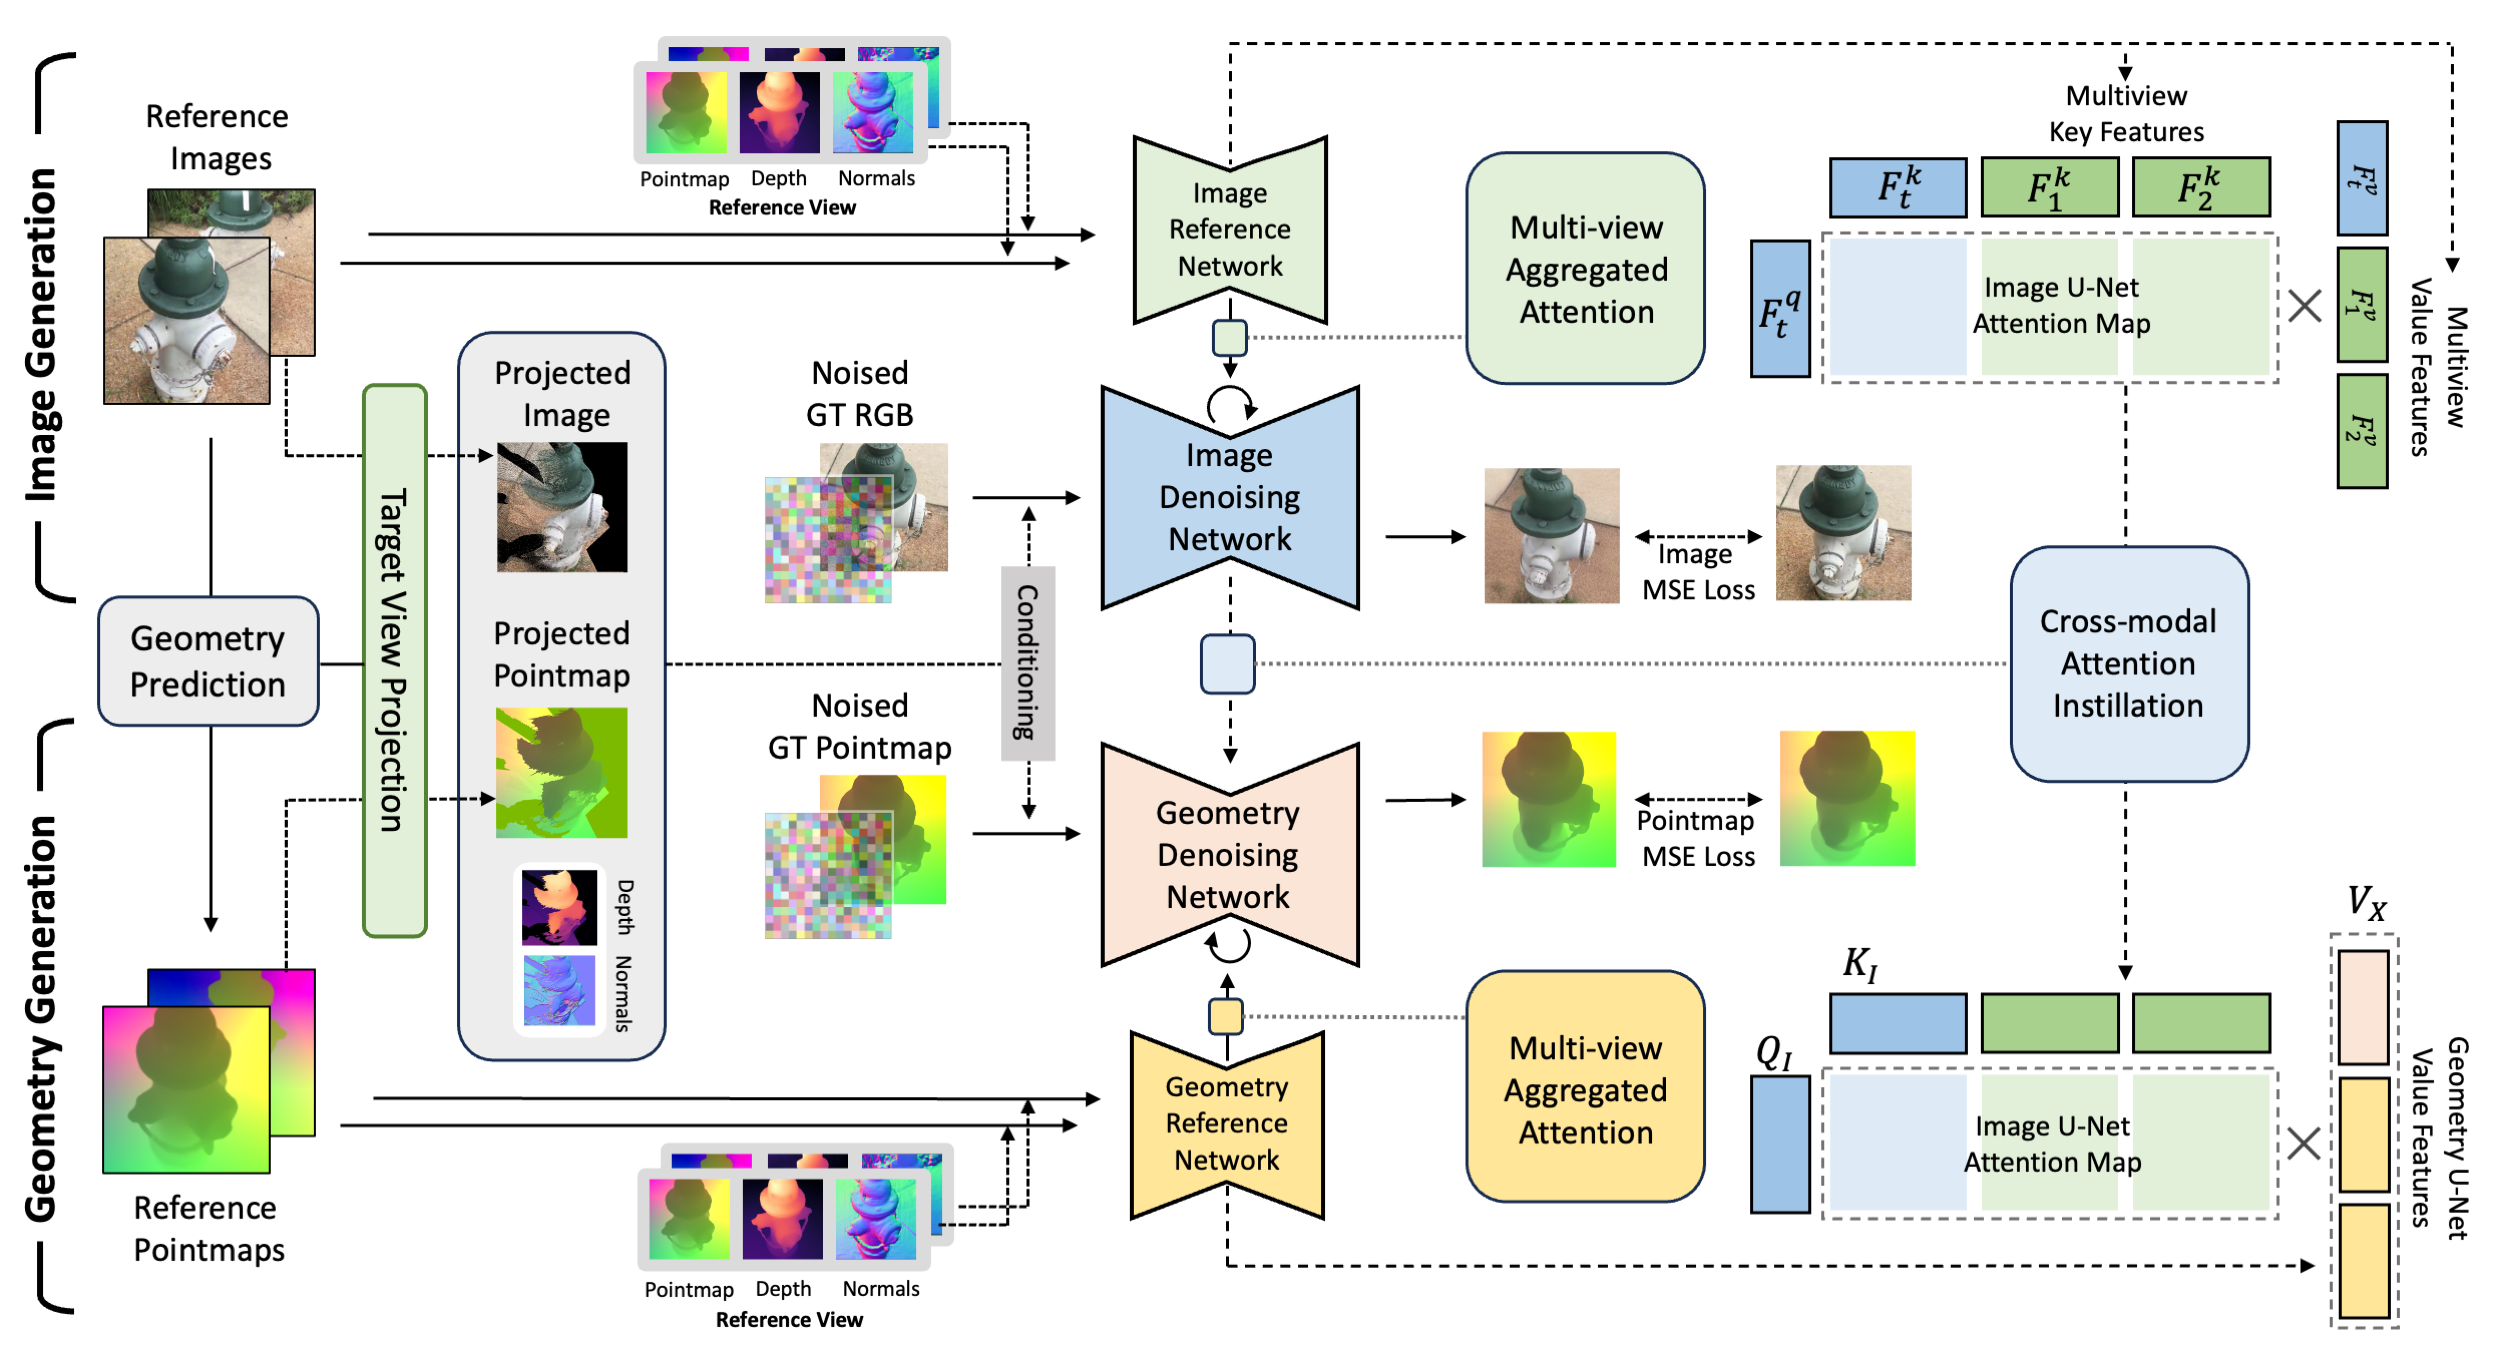 Image Generation
Reference
Images
Pointmap Depth Normals
Reference View
Image
Reference
Network
Multi-view
Aggregated
Attention
Multiview
Key Features
F_t^k F_1^k F_2^k
F_t^q
Image U-Net
Attention Map
×
F_t^v
F_1^v
F_2^v
Multiview
Value Features
Target View Projection
Projected
Image
Noised
GT RGB
Image
Denoising
Network
Image
MSE Loss
Geometry
Prediction
Projected
Pointmap
Conditioning
Cross-modal
Attention
Instillation
Noised
GT Pointmap
Geometry
Denoising
Network
Pointmap
MSE Loss
Depth
Normals
Geometry Generation
Reference
Pointmaps
Pointmap Depth Normals
Reference View
Geometry
Reference
Network
Multi-view
Aggregated
Attention
K_I
Q_I
V_X
Image U-Net
Attention Map
×
Geometry U-Net
Value Features